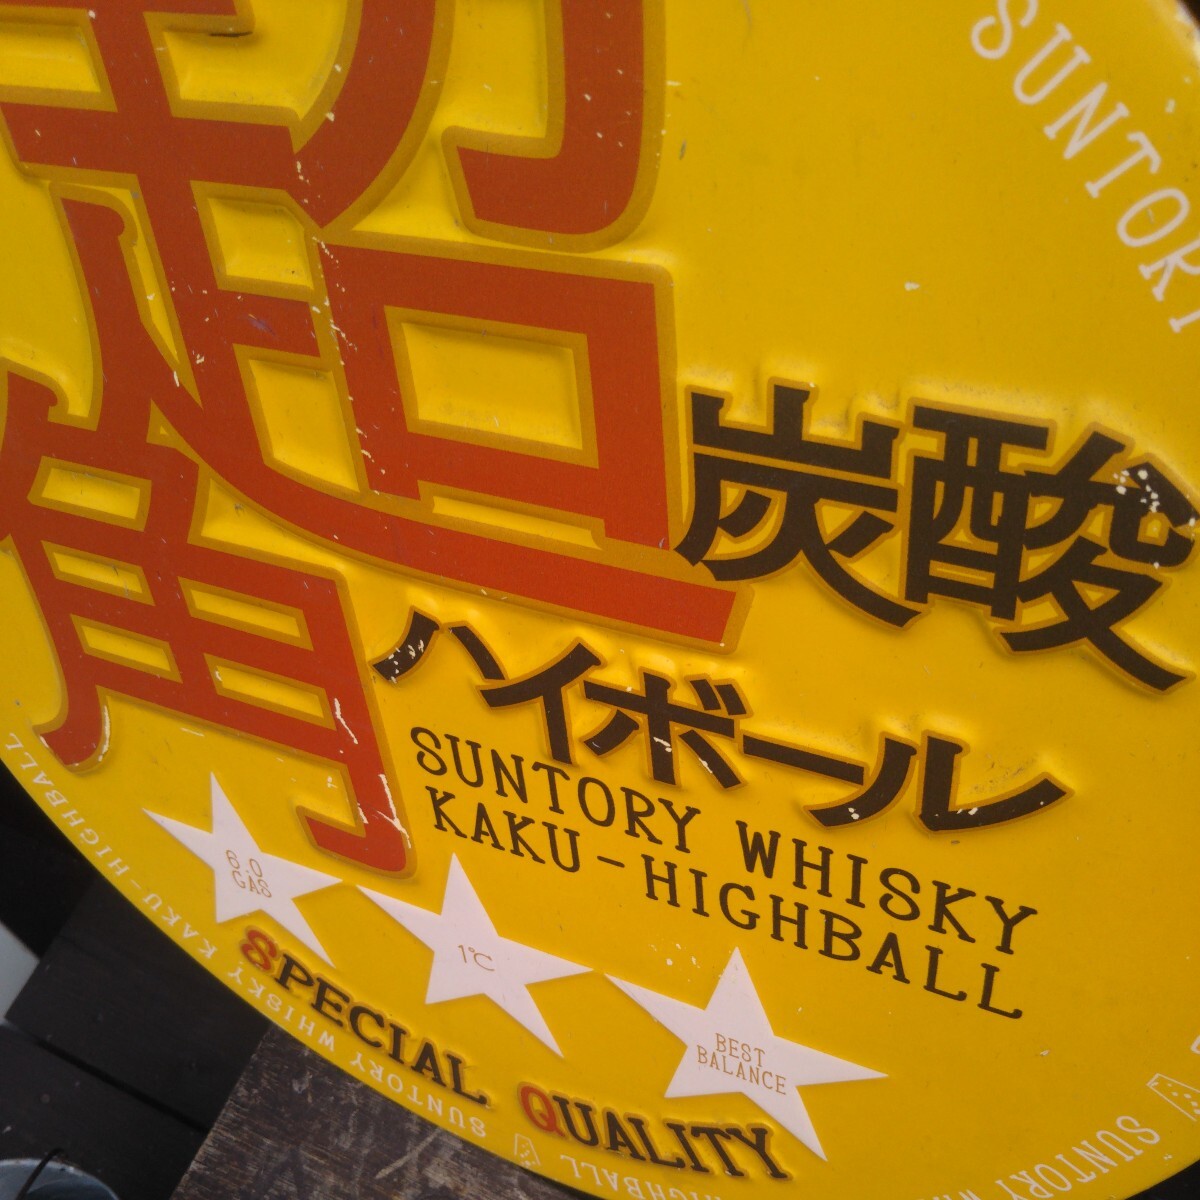 超
炭酸
角
ハイボール
SUNTORY WHISKY
KAKU-HIGHBALL
6.0
GAS
1℃
BEST
BALANCE
SPECIAL QUALITY
HIGHBALL SUNTORY WHISKY KAKU-HIGHBALL
SUNTORY
SUNTORY